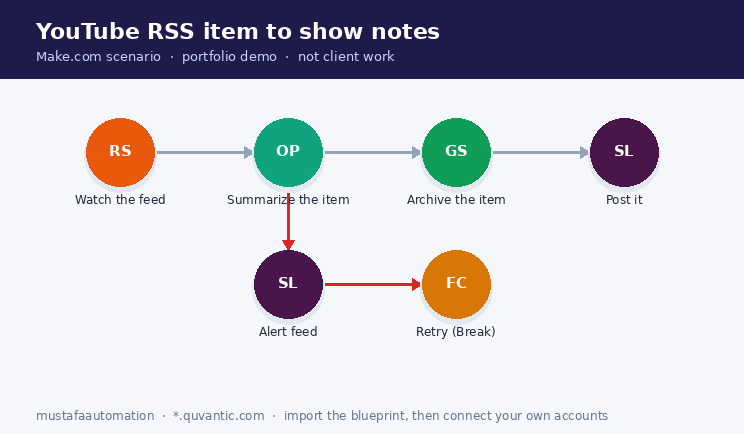 YouTube RSS item to show notes
Make.com scenario · portfolio demo · not client work
RS OP GS SL
Watch the feed Summarize the item Archive the item Post it
SL FC
Alert feed Retry (Break)
mustafaautomation · *.quvantic.com · import the blueprint, then connect your own accounts